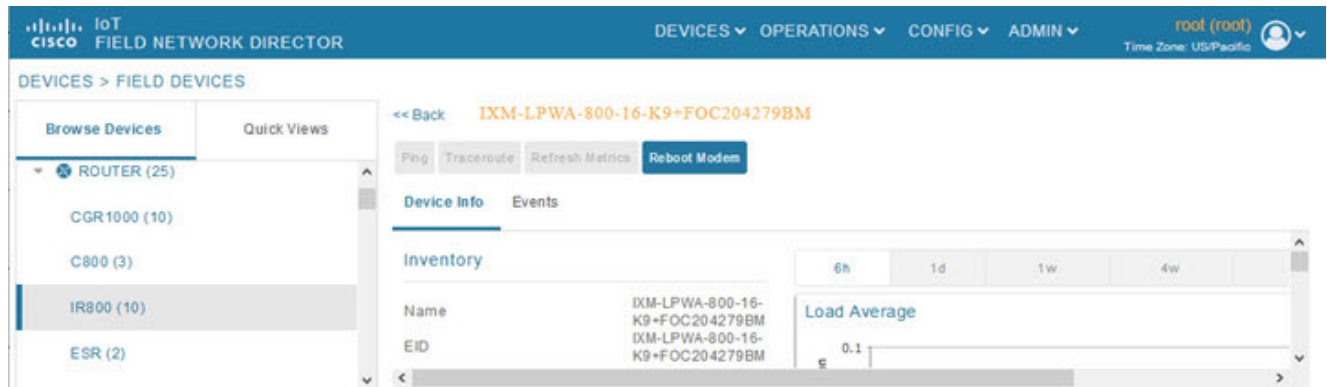 IoT
CISCO FIELD NETWORK DIRECTOR
DEVICES OPERATIONS CONFIG ADMIN
root (root)
Time Zone: US/Pacific
DEVICES > FIELD DEVICES
Browse Devices
Quick Views
ROUTER (25)
CGR1000 (10)
C800 (3)
IR800 (10)
ESR (2)
<< Back IXM-LPWA-800-16-K9+FOC204279BM
Ping Traceroute Refresh Metrics Reboot Modem
Device Info Events
Inventory
Name
IXM-LPWA-800-16-
K9+FOC204279BM
EID
IXM-LPWA-800-16-
K9+FOC204279BM
6h 1d 1w 4w
Load Average
0.1